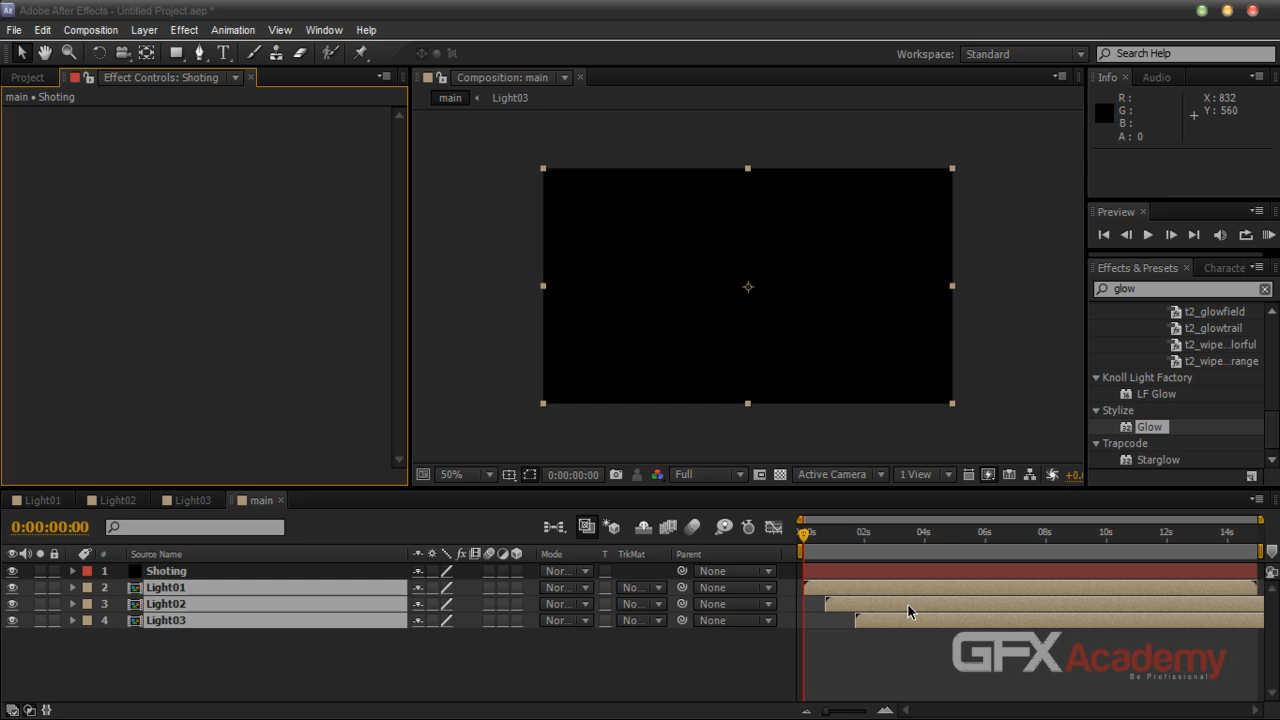 Adobe After Effects - Untitled Project.aep *
File Edit Composition Layer Effect Animation View Window Help
Workspace: Standard Search Help
Project Effect Controls: Shoting
Composition: main
Info Audio
main • Shoting
main Light03
R :
G :
B :
A : 0
X : 832
Y : 560
Preview
Effects & Presets Characte
glow
t2_glowfield
t2_glowtrail
t2_wipe...lorful
t2_wipe...range
Knoll Light Factory
LF Glow
Stylize
Glow
Trapcode
Starglow
50% 0:00:00:00 Full Active Camera 1 View +0.
Light01 Light02 Light03 main
0:00:00:00
02s 04s 06s 08s 10s 12s 14s
# Source Name Mode T TrkMat Parent
1 Shoting Nor... None
2 Light01 Nor... No... None
3 Light02 Nor... No... None
4 Light03 Nor... No... None
GFXAcademy
Be Profissional